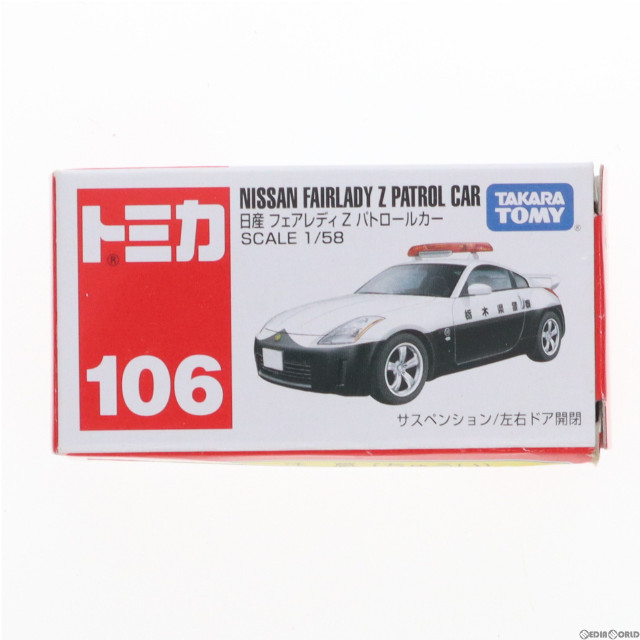 トミカ
®
106
NISSAN FAIRLADY Z PATROL CAR
日産 フェアレディZ パトロールカー
SCALE 1/58
TAKARA
TOMY
®
栃木県警
サスペンション/左右ドア開閉
©MEDIAWORLD